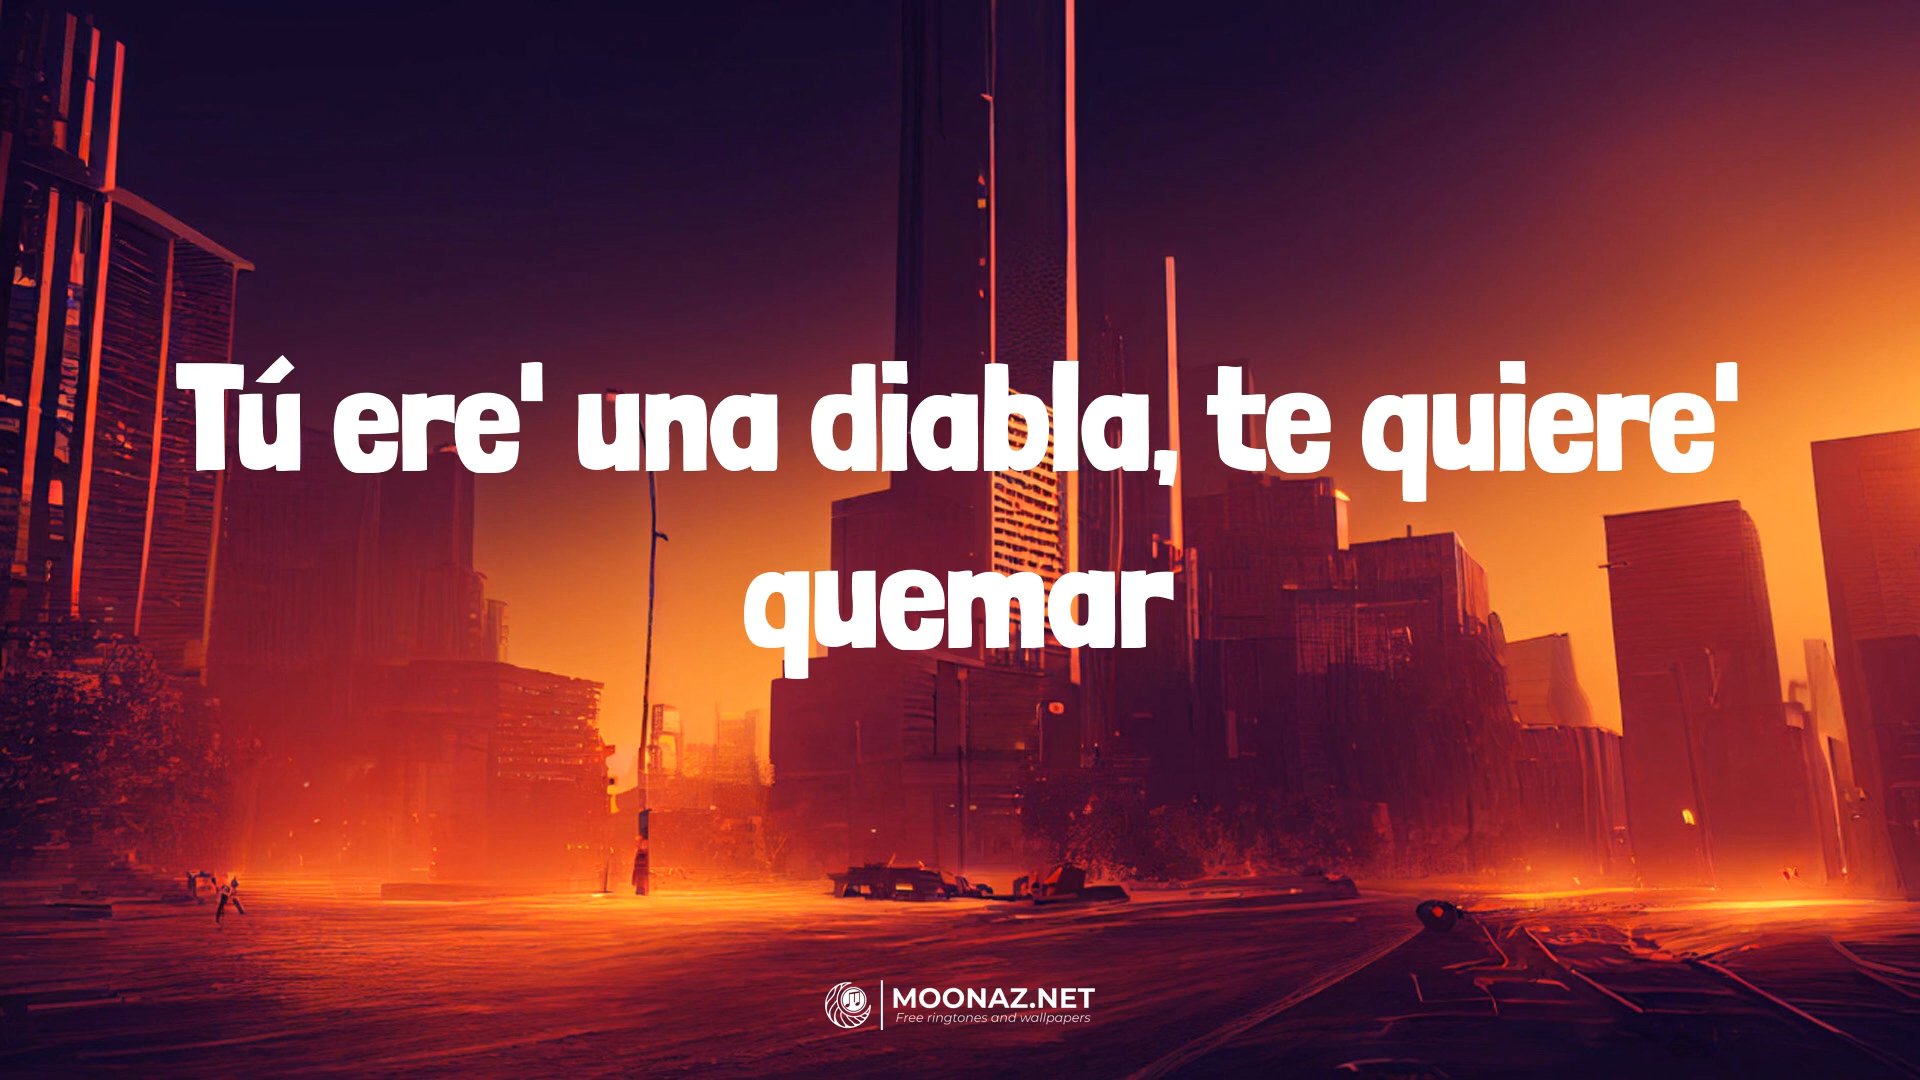 Tú ere' una diabla, te quiere'
quemar
MOONAZ.NET
Free ringtones and wallpapers